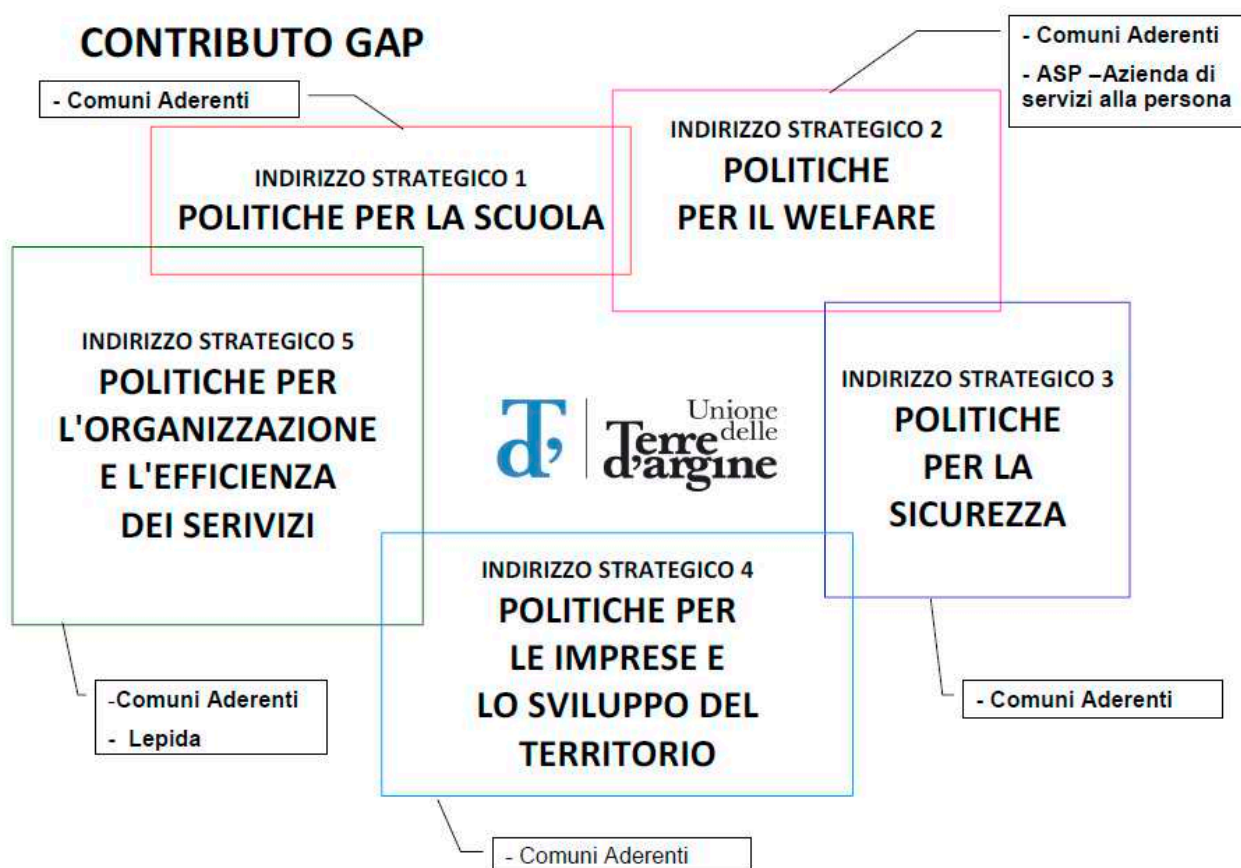 CONTRIBUTO GAP
- Comuni Aderenti
- Comuni Aderenti
- ASP –Azienda di
servizi alla persona
INDIRIZZO STRATEGICO 1
POLITICHE PER LA SCUOLA
INDIRIZZO STRATEGICO 2
POLITICHE
PER IL WELFARE
INDIRIZZO STRATEGICO 5
POLITICHE PER
L'ORGANIZZAZIONE
E L'EFFICIENZA
DEI SERIVIZI
Td'
Unione
delle
Terre
d'argine
INDIRIZZO STRATEGICO 3
POLITICHE
PER LA
SICUREZZA
INDIRIZZO STRATEGICO 4
POLITICHE PER
LE IMPRESE E
LO SVILUPPO DEL
TERRITORIO
-Comuni Aderenti
- Lepida
- Comuni Aderenti
- Comuni Aderenti